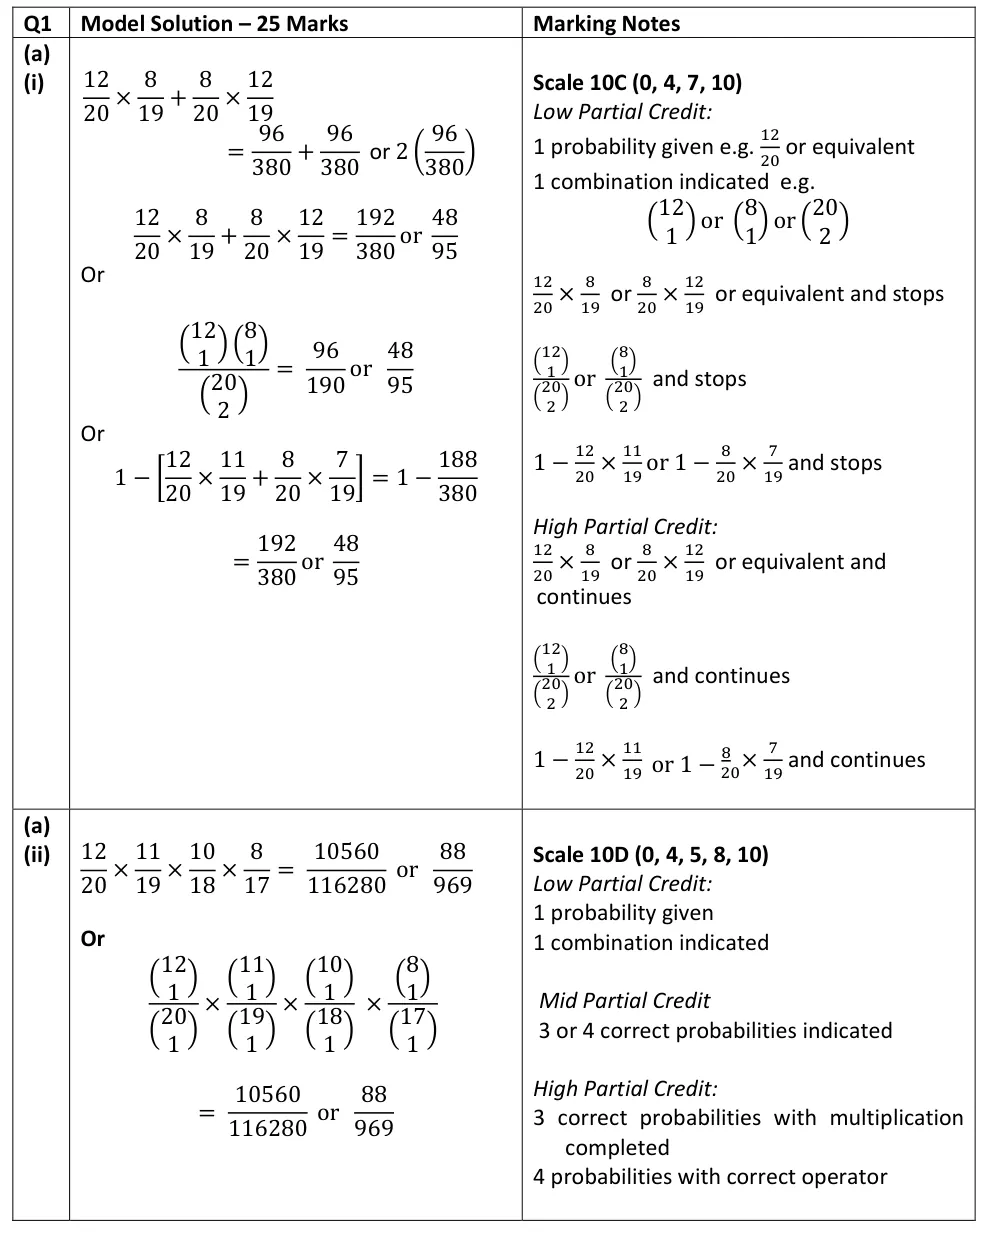 Q1 Model Solution – 25 Marks Marking Notes
(a)
(i)
12/20 × 8/19 + 8/20 × 12/19
= 96/380 + 96/380 or 2 (96/380)
12/20 × 8/19 + 8/20 × 12/19 = 192/380 or 48/95
Or
(12 1)(8 1)/(20 2) = 96/190 or 48/95
Or
1 − [12/20 × 11/19 + 8/20 × 7/19] = 1 − 188/380
= 192/380 or 48/95
Scale 10C (0, 4, 7, 10)
Low Partial Credit:
1 probability given e.g. 12/20 or equivalent
1 combination indicated e.g.
(12 1) or (8 1) or (20 2)
12/20 × 8/19 or 8/20 × 12/19 or equivalent and stops
(12 1)/(20 2) or (8 1)/(20 2) and stops
1 − 12/20 × 11/19 or 1 − 8/20 × 7/19 and stops
High Partial Credit:
12/20 × 8/19 or 8/20 × 12/19 or equivalent and
continues
(12 1)/(20 2) or (8 1)/(20 2) and continues
1 − 12/20 × 11/19 or 1 − 8/20 × 7/19 and continues
(a)
(ii)
12/20 × 11/19 × 10/18 × 8/17 = 10560/116280 or 88/969
Or
(12 1)/(20 1) × (11 1)/(19 1) × (10 1)/(18 1) × (8 1)/(17 1)
= 10560/116280 or 88/969
Scale 10D (0, 4, 5, 8, 10)
Low Partial Credit:
1 probability given
1 combination indicated
Mid Partial Credit
3 or 4 correct probabilities indicated
High Partial Credit:
3 correct probabilities with multiplication
completed
4 probabilities with correct operator